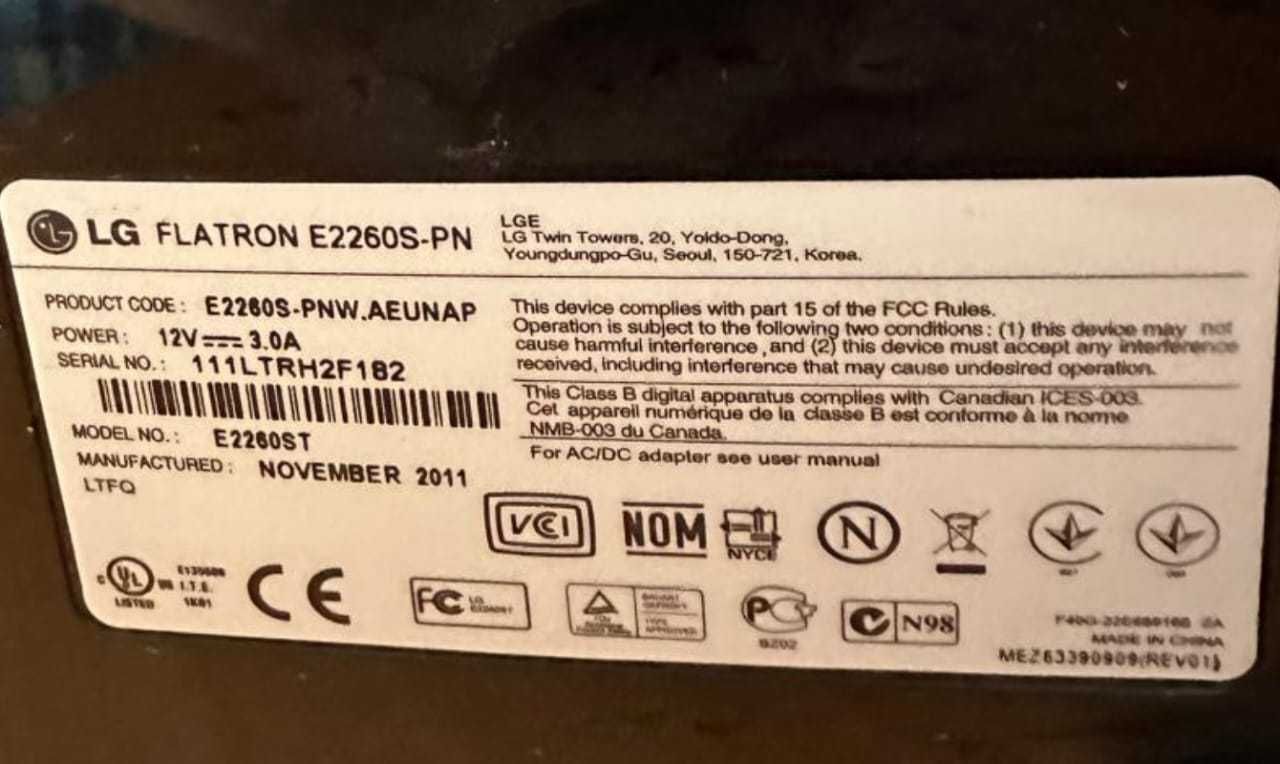 LG FLATRON E2260S-PN
LGE
LG Twin Towers, 20, Yoido-Dong,
Youngdungpo-Gu, Seoul, 150-721, Korea.
PRODUCT CODE : E2260S-PNW.AEUNAP
POWER : 12V 3.0A
SERIAL NO. : 111LTRH2F182
MODEL NO. : E2260ST
MANUFACTURED : NOVEMBER 2011
LTFQ
This device complies with part 15 of the FCC Rules.
Operation is subject to the following two conditions : (1) this device may not
cause harmful interference , and (2) this device must accept any interference
received, including interference that may cause undesired operation.
This Class B digital apparatus complies with Canadian ICES-003.
Cet appareil numérique de la classe B est conforme à la norme
NMB-003 du Canada.
For AC/DC adapter see user manual
VCCI NOM NYCE N
C UL US LISTED I.T.E.
CE
FC
TYPE APPROVED
PC
N98
MADE IN CHINA
MEZ63390909(REV01)